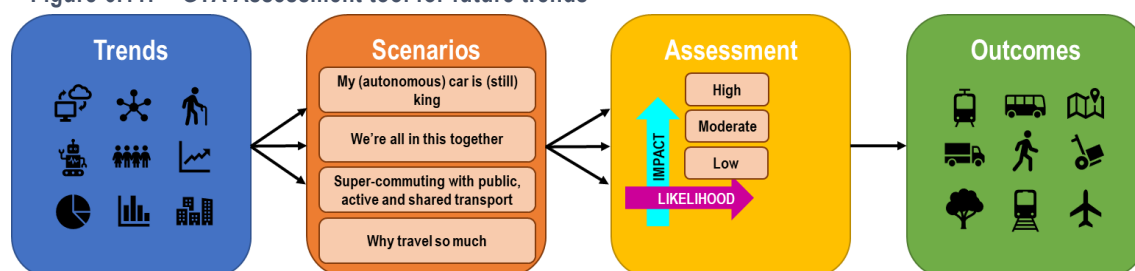 Trends
Scenarios
My (autonomous) car is (still)
king
We're all in this together
Super-commuting with public,
active and shared transport
Why travel so much
Assessment
High
Moderate
Low
IMPACT
LIKELIHOOD
Outcomes